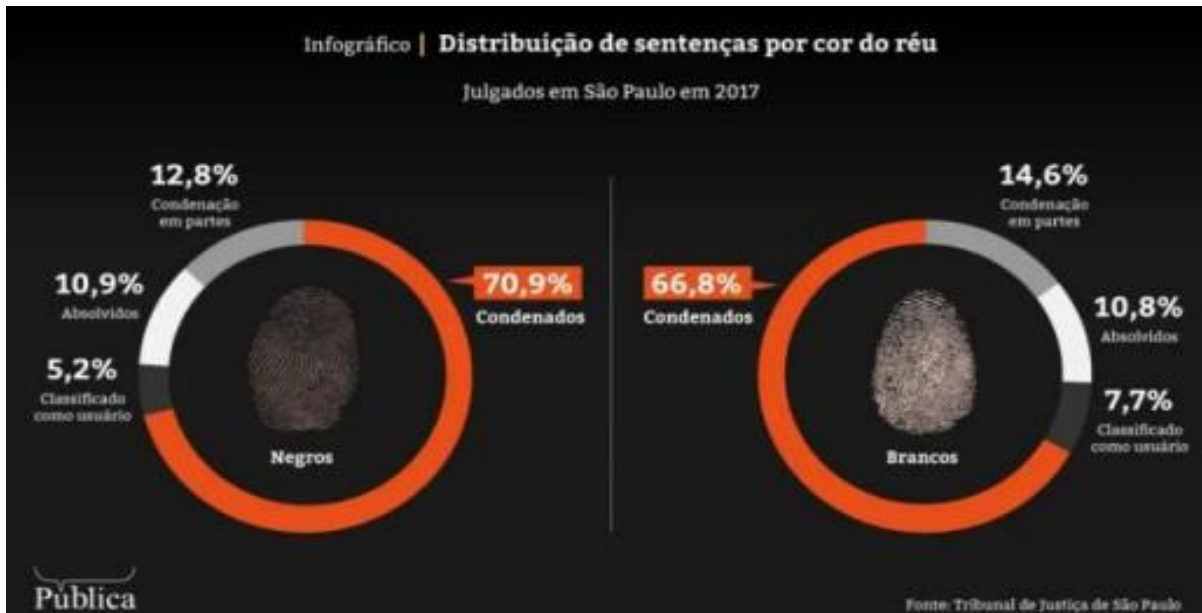 Infográfico | Distribuição de sentenças por cor do réu
Julgados em São Paulo em 2017
12,8%
Condenação
em partes
10,9%
Absolvidos
5,2%
Classificado
como usuário
70,9%
Condenados
Negros
66,8%
Condenados
14,6%
Condenação
em partes
10,8%
Absolvidos
7,7%
Classificado
como usuário
Brancos
Pública
Fonte: Tribunal de Justiça de São Paulo